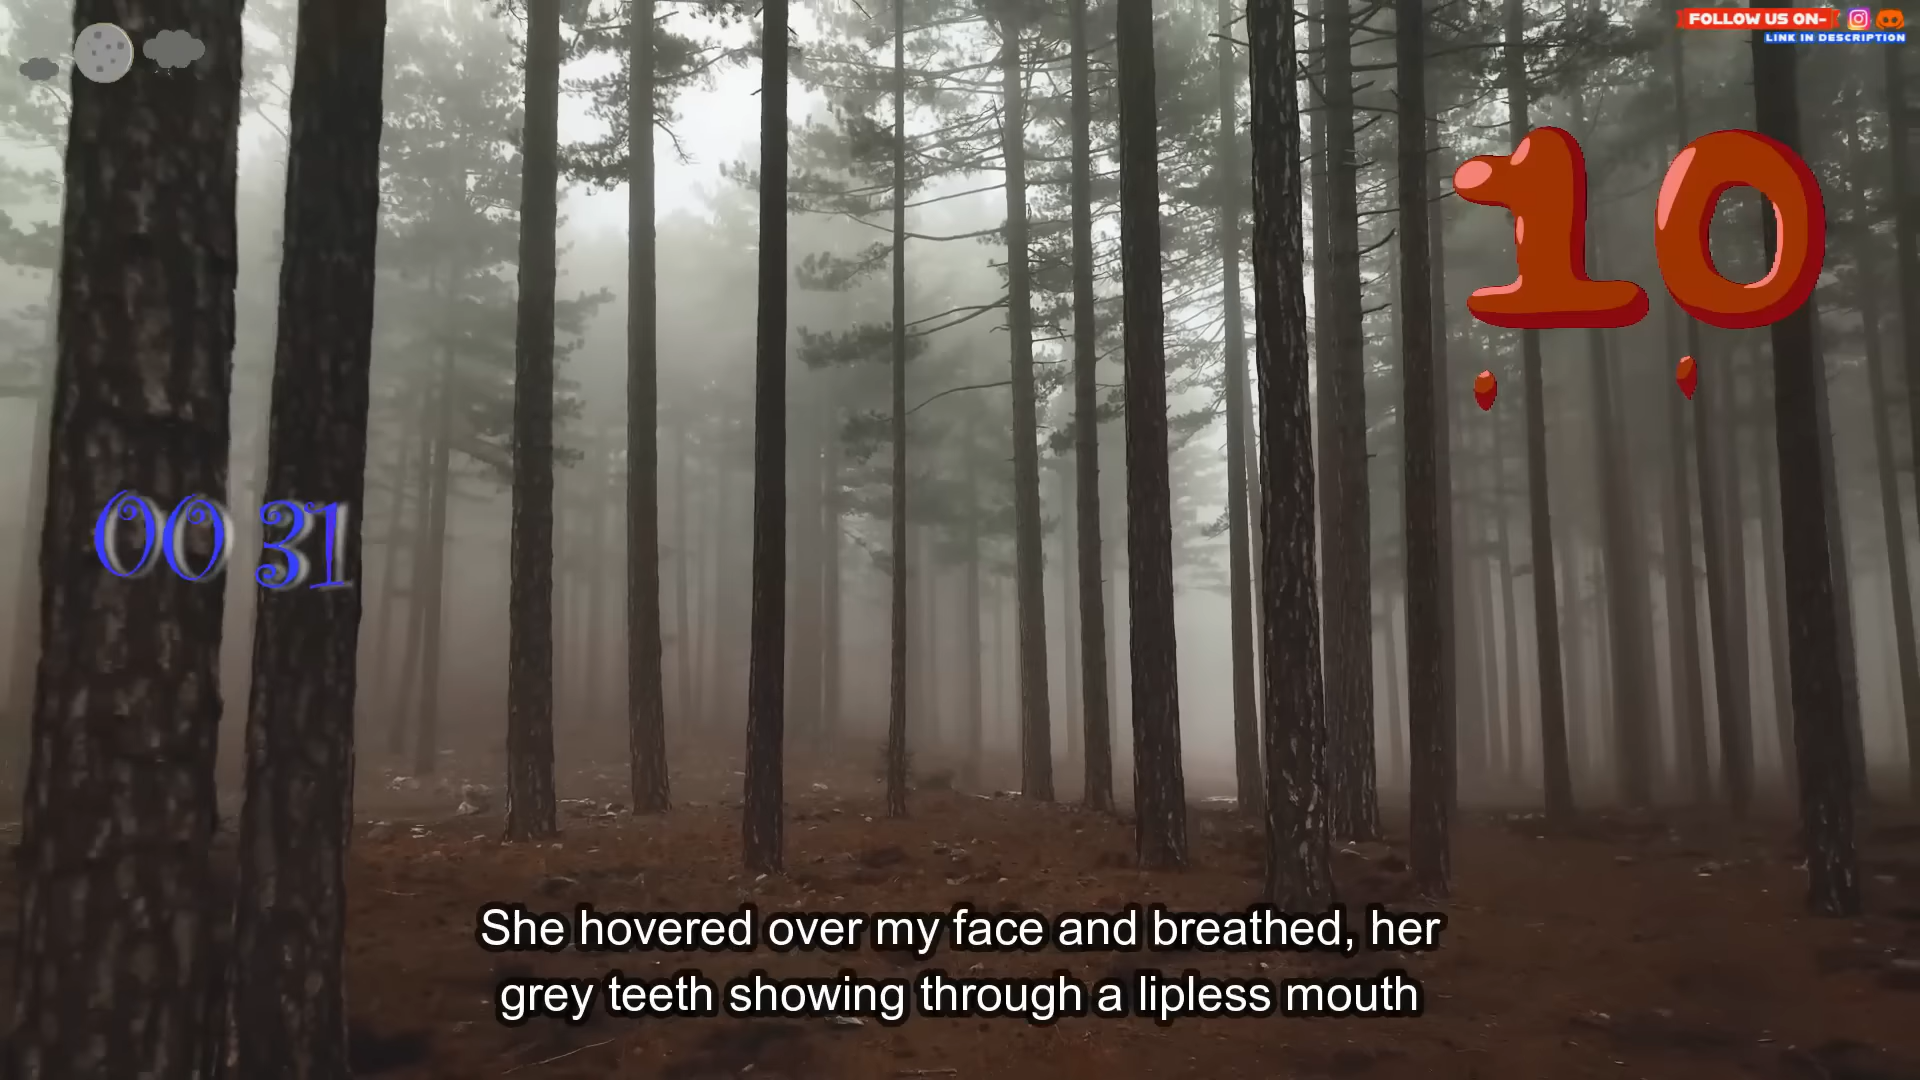 FOLLOW US ON-
LINK IN DESCRIPTION
10
00 31
She hovered over my face and breathed, her
grey teeth showing through a lipless mouth